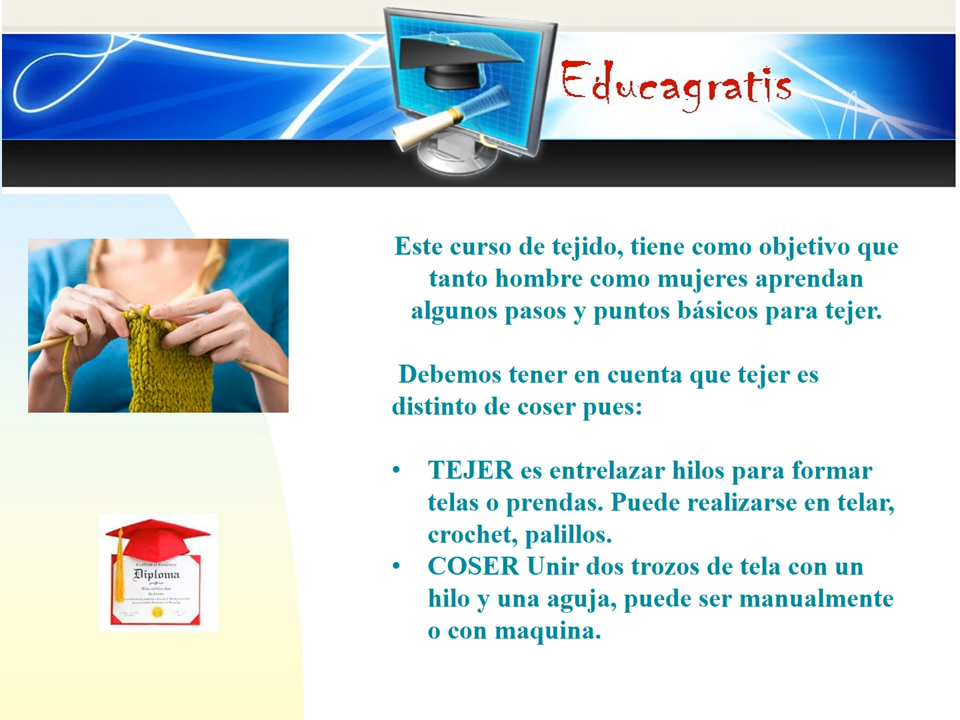 Educagratis
Este curso de tejido, tiene como objetivo que
tanto hombre como mujeres aprendan
algunos pasos y puntos básicos para tejer.
Debemos tener en cuenta que tejer es
distinto de coser pues:
• TEJER es entrelazar hilos para formar
telas o prendas. Puede realizarse en telar,
crochet, palillos.
• COSER Unir dos trozos de tela con un
hilo y una aguja, puede ser manualmente
o con maquina.
Diploma